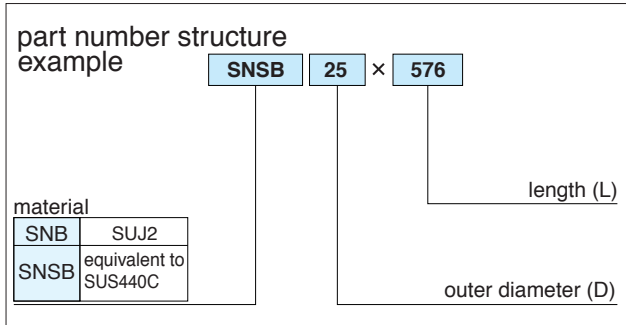 part number structure
example
SNSB 25 × 576
length (L)
material
SNB SUJ2
SNSB equivalent to
SUS440C
outer diameter (D)